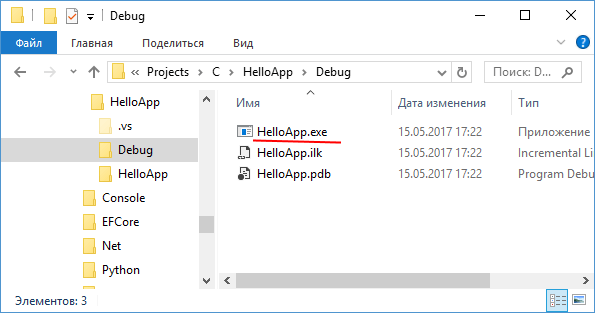 Debug
Файл Главная Поделиться Вид
Projects C HelloApp Debug Поиск: D...
HelloApp
.vs
Debug
HelloApp
Console
EFCore
Net
Python
Имя Дата изменения Тип
HelloApp.exe 15.05.2017 17:22 Приложение
HelloApp.ilk 15.05.2017 17:22 Incremental Li
HelloApp.pdb 15.05.2017 17:22 Program Debu
Элементов: 3